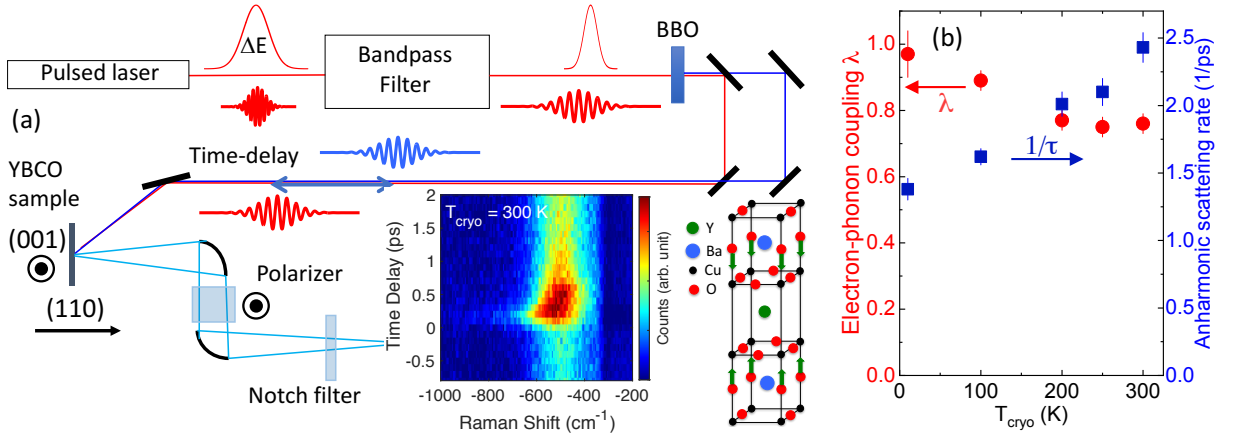 ΔE
BBO
Pulsed laser
Bandpass
Filter
(a)
Time-delay
YBCO
sample
(001)
(110)
Polarizer
Notch filter
T_cryo = 300 K
2
1.5
1
0.5
0
-0.5
Time Delay (ps)
-1000 -800 -600 -400 -200
Raman Shift (cm⁻¹)
Counts (arb. unit)
Y
Ba
Cu
O
(b)
1.0
0.8
0.6
0.4
0.2
0.0
Electron-phonon coupling λ
λ
1/τ
0 100 200 300
T_cryo (K)
2.5
2.0
1.5
1.0
0.5
0.0
Anharmonic scattering rate (1/ps)